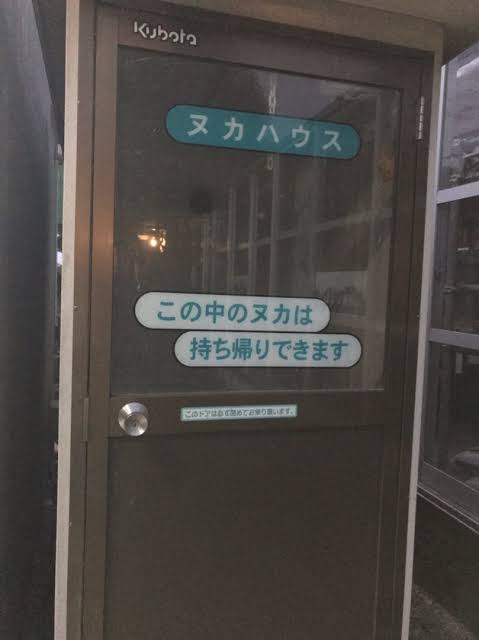 Kubota
ヌカハウス
この中のヌカは
持ち帰りできます
このドアは必ず閉めてお帰り願います。